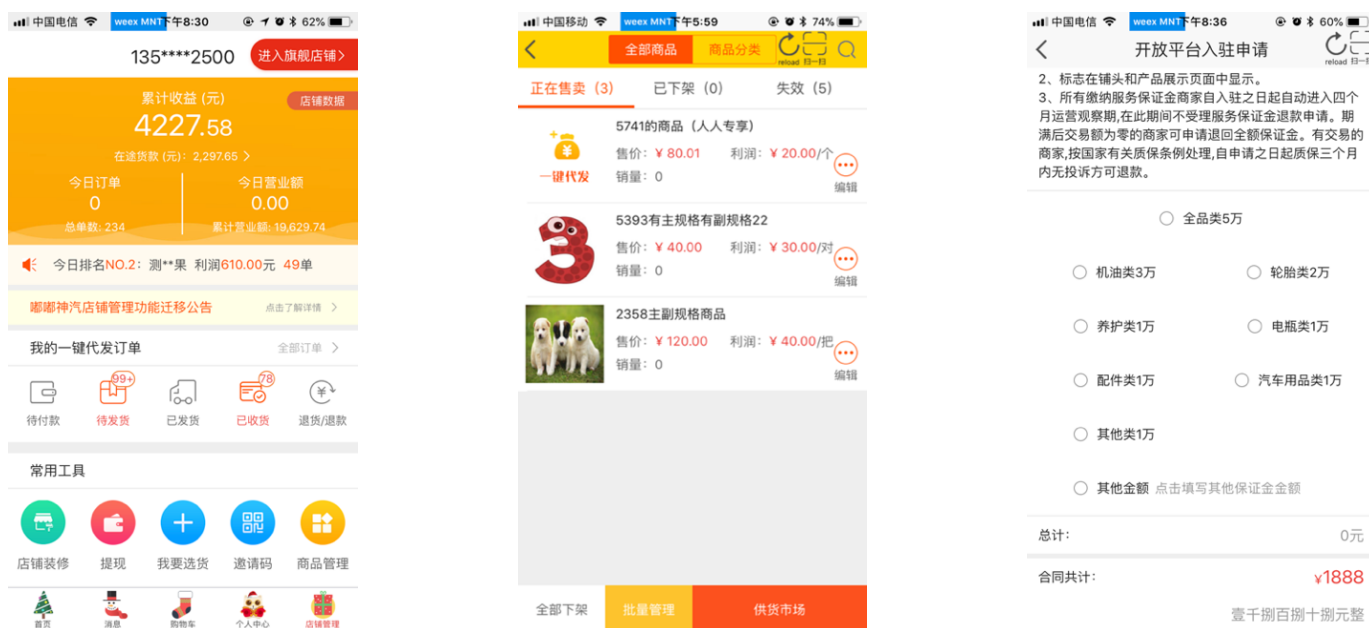 中国电信 weex MNT 下午8:30 62%
135****2500 进入旗舰店铺>
累计收益 (元) 店铺数据
4227.58
在途货款 (元): 2,297.65 >
今日订单 今日营业额
0 0.00
总单数: 234 累计营业额: 19,629.74
今日排名NO.2: 测**果 利润610.00元 49单
嘟嘟神汽店铺管理功能迁移公告 点击了解详情 >
我的一键代发订单 全部订单 >
99+ 78
待付款 待发货 已发货 已收货 退货/退款
常用工具
店铺装修 提现 我要选货 邀请码 商品管理
首页 消息 购物车 个人中心 店铺管理
中国移动 weex MNT 下午5:59 74%
全部商品 商品分类 reload 扫一扫
正在售卖 (3) 已下架 (0) 失效 (5)
5741的商品（人人专享）
售价: ¥ 80.01 利润: ¥ 20.00/个
一键代发 销量: 0 编辑
5393有主规格有副规格22
售价: ¥ 40.00 利润: ¥ 30.00/对
销量: 0 编辑
2358主副规格商品
售价: ¥ 120.00 利润: ¥ 40.00/把
销量: 0 编辑
全部下架 批量管理 供货市场
中国电信 weex MNT 下午8:36 60%
开放平台入驻申请 reload 扫一
2、标志在铺头和产品展示页面中显示。
3、所有缴纳服务保证金商家自入驻之日起自动进入四个
月运营观察期,在此期间不受理服务保证金退款申请。期
满后交易额为零的商家可申请退回全额保证金。有交易的
商家,按国家有关质保条例处理,自申请之日起质保三个月
内无投诉方可退款。
全品类5万
机油类3万 轮胎类2万
养护类1万 电瓶类1万
配件类1万 汽车用品类1万
其他类1万
其他金额 点击填写其他保证金金额
总计: 0元
合同共计: ¥1888
壹千捌百捌十捌元整